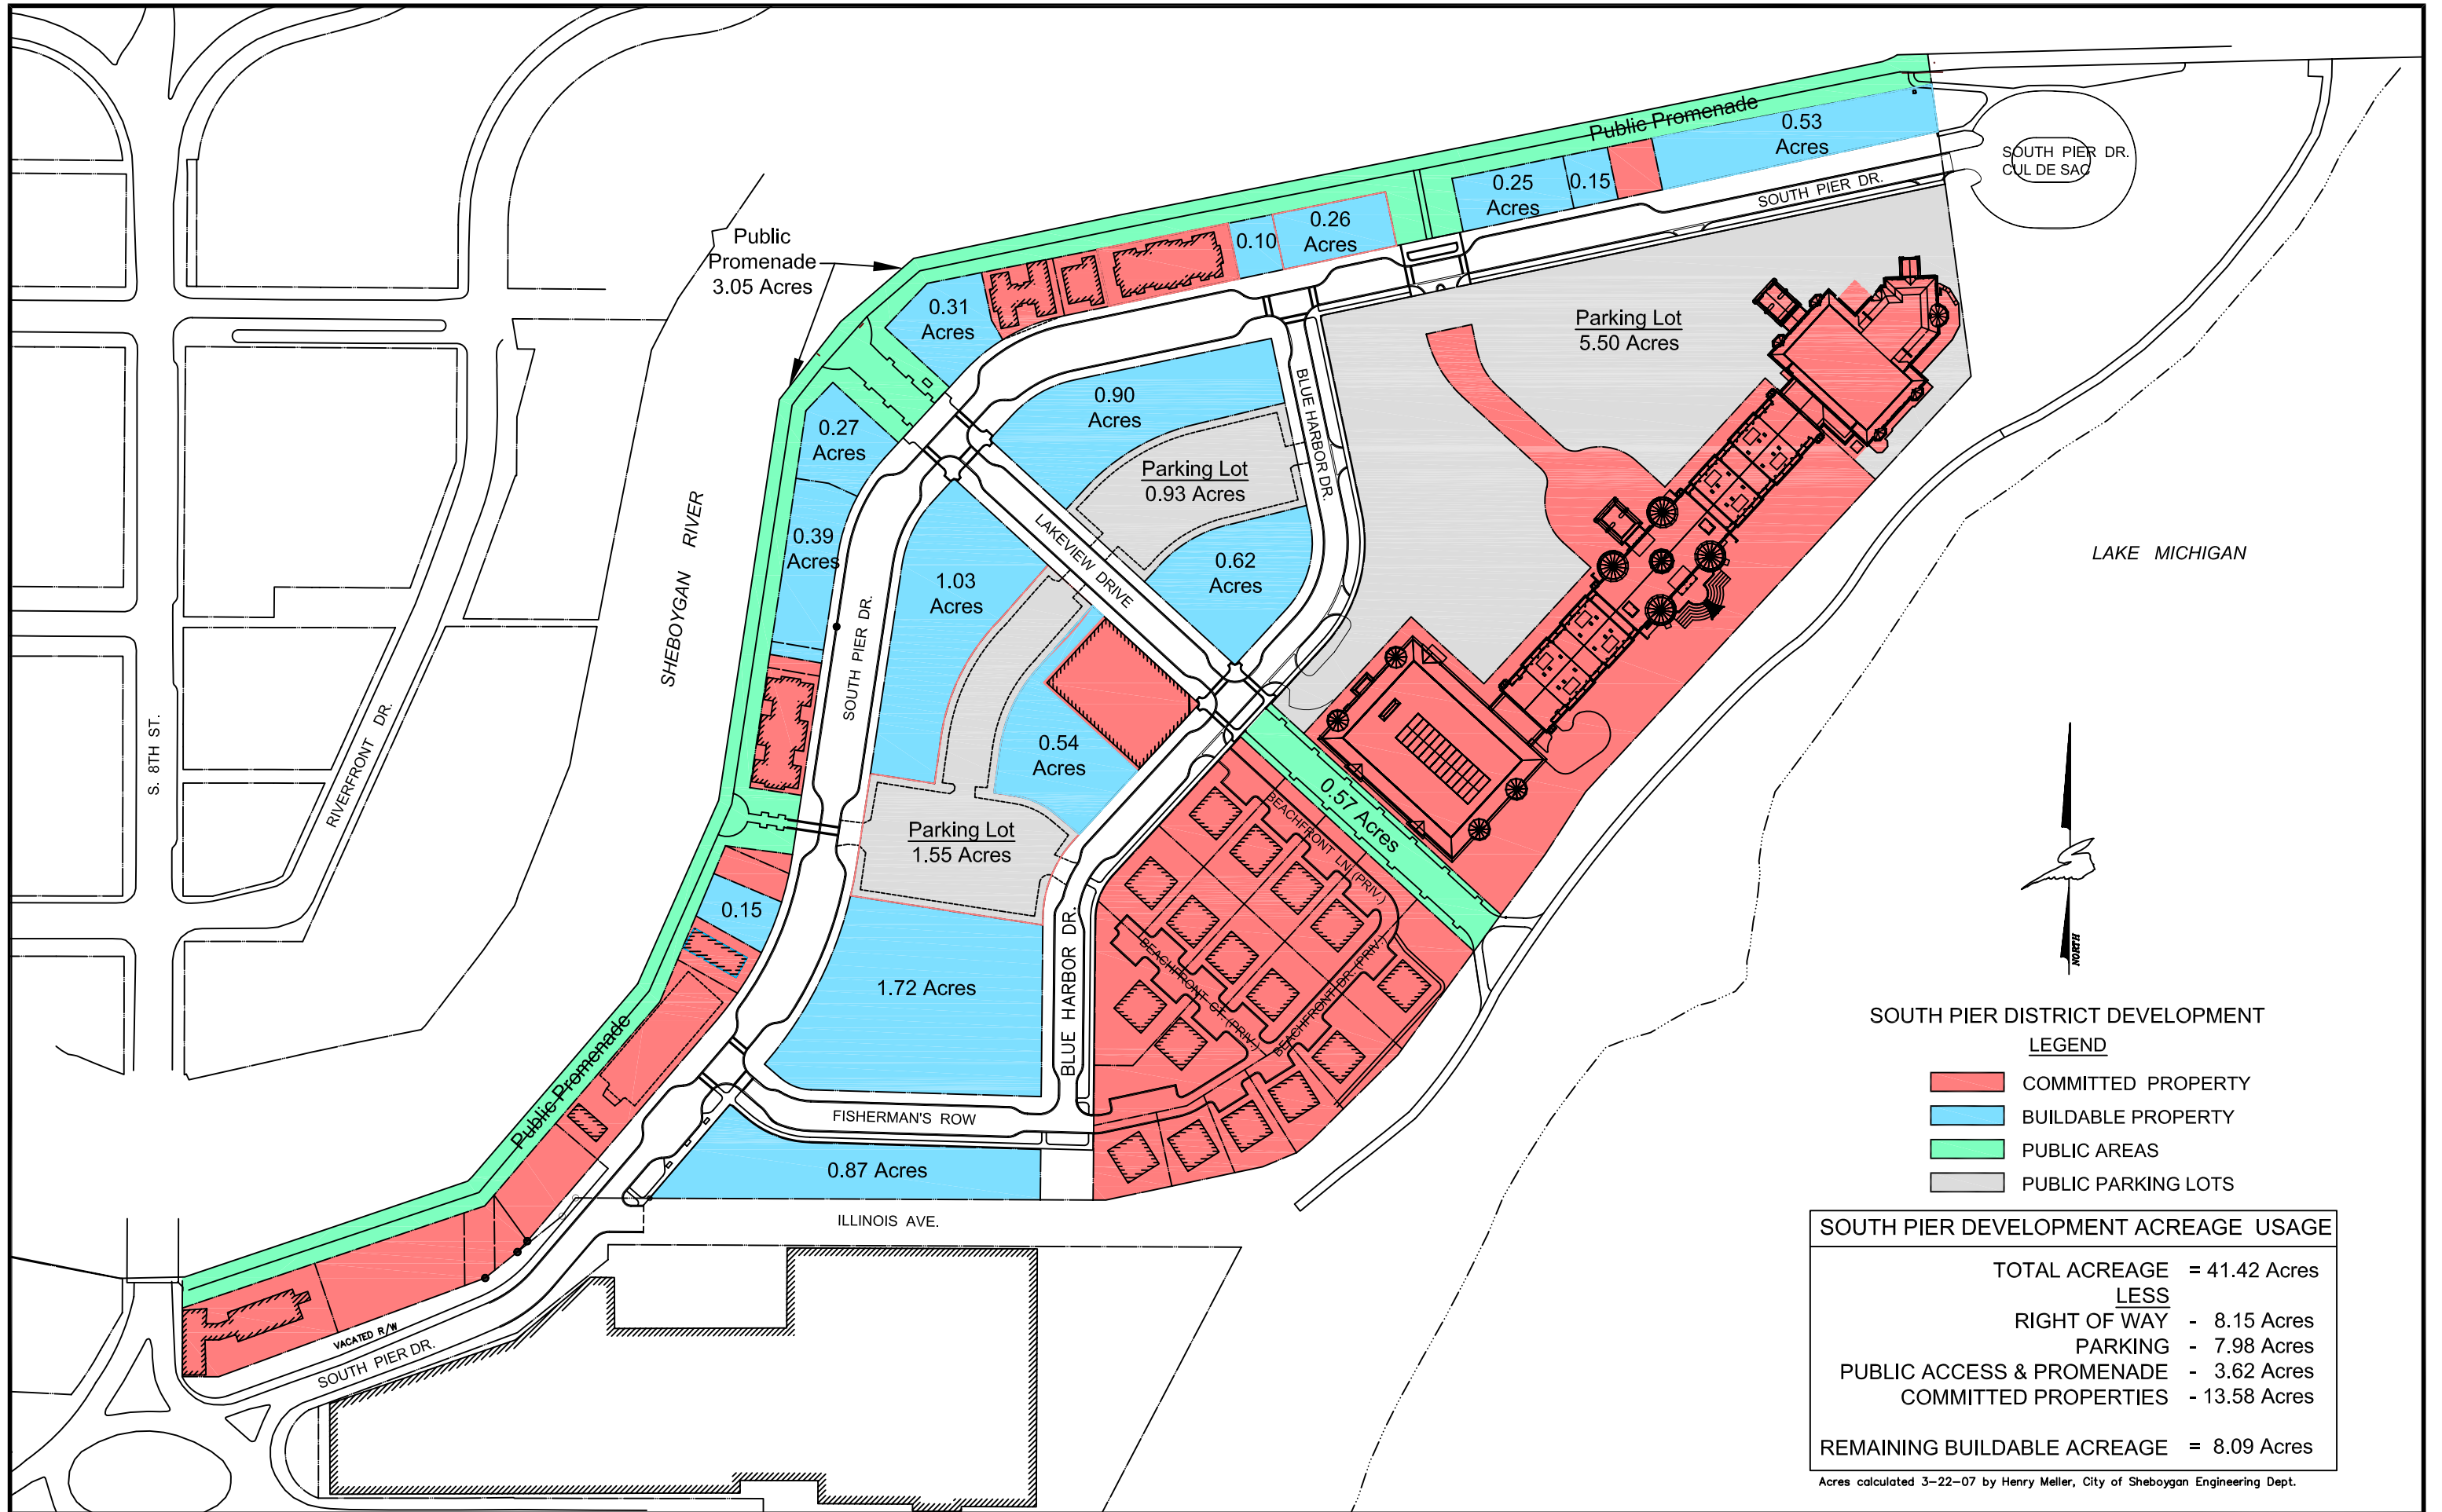 Public Promenade
0.53
Acres
SOUTH PIER DR.
CUL DE SAC
0.25
Acres
0.15
SOUTH PIER DR.
0.26
Acres
0.10
Public
Promenade
3.05 Acres
0.31
Acres
Parking Lot
5.50 Acres
0.90
Acres
BLUE HARBOR DR.
0.27
Acres
Parking Lot
0.93 Acres
0.39
Acres
LAKEVIEW DRIVE
SHEBOYGAN RIVER
1.03
Acres
0.62
Acres
LAKE MICHIGAN
SOUTH PIER DR.
S. 8TH ST.
RIVERFRONT DR.
0.54
Acres
0.57 Acres
Parking Lot
1.55 Acres
BEACHFRONT LN. (PRIV.)
0.15
BEACHFRONT CT. (PRIV.)
BEACHFRONT DR. (PRIV.)
1.72 Acres
BLUE HARBOR DR.
NORTH
Public Promenade
FISHERMAN'S ROW
0.87 Acres
ILLINOIS AVE.
VACATED R/W
SOUTH PIER DR.
SOUTH PIER DISTRICT DEVELOPMENT
LEGEND
COMMITTED PROPERTY
BUILDABLE PROPERTY
PUBLIC AREAS
PUBLIC PARKING LOTS
SOUTH PIER DEVELOPMENT ACREAGE USAGE
TOTAL ACREAGE = 41.42 Acres
LESS
RIGHT OF WAY - 8.15 Acres
PARKING - 7.98 Acres
PUBLIC ACCESS & PROMENADE - 3.62 Acres
COMMITTED PROPERTIES - 13.58 Acres
REMAINING BUILDABLE ACREAGE = 8.09 Acres
Acres calculated 3-22-07 by Henry Meller, City of Sheboygan Engineering Dept.